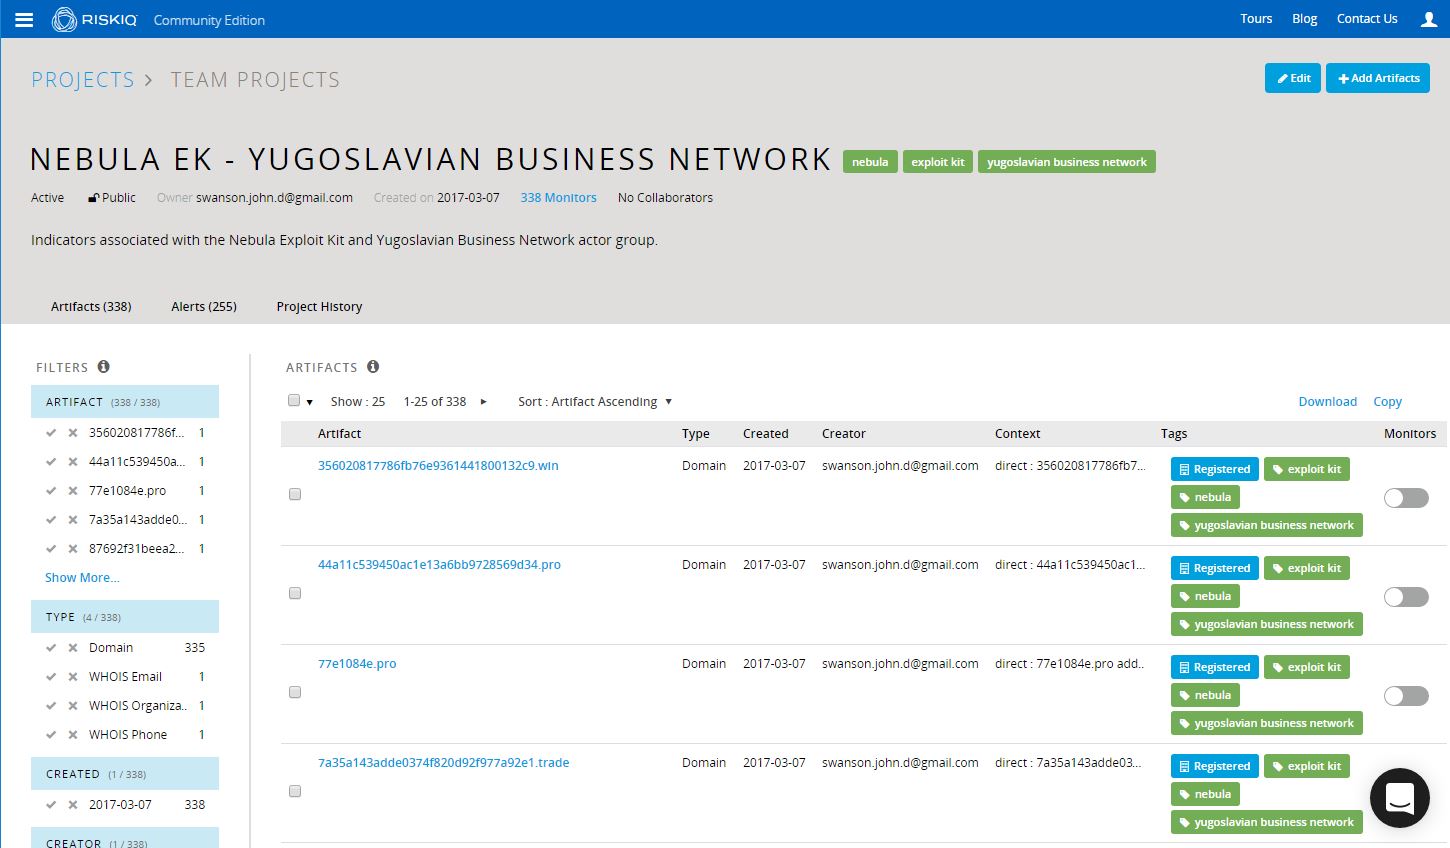 RISKIQ Community Edition Tours Blog Contact Us
PROJECTS > TEAM PROJECTS Edit Add Artifacts
NEBULA EK - YUGOSLAVIAN BUSINESS NETWORK nebula exploit kit yugoslavian business network
Active Public Owner swanson.john.d@gmail.com Created on 2017-03-07 338 Monitors No Collaborators
Indicators associated with the Nebula Exploit Kit and Yugoslavian Business Network actor group.
Artifacts (338) Alerts (255) Project History
FILTERS
ARTIFACT (338 / 338)
356020817786f... 1
44a11c539450a... 1
77e1084e.pro 1
7a35a143adde0... 1
87692f31beea2... 1
Show More...
TYPE (4 / 338)
Domain 335
WHOIS Email 1
WHOIS Organiza.. 1
WHOIS Phone 1
CREATED (1 / 338)
2017-03-07 338
CREATOR (1 / 338)
ARTIFACTS
Show : 25 1-25 of 338 Sort : Artifact Ascending Download Copy
Artifact Type Created Creator Context Tags Monitors
356020817786fb76e9361441800132c9.win Domain 2017-03-07 swanson.john.d@gmail.com direct : 356020817786fb7... Registered exploit kit
nebula
yugoslavian business network
44a11c539450ac1e13a6bb9728569d34.pro Domain 2017-03-07 swanson.john.d@gmail.com direct : 44a11c539450ac1... Registered exploit kit
nebula
yugoslavian business network
77e1084e.pro Domain 2017-03-07 swanson.john.d@gmail.com direct : 77e1084e.pro add.. Registered exploit kit
nebula
yugoslavian business network
7a35a143adde0374f820d92f977a92e1.trade Domain 2017-03-07 swanson.john.d@gmail.com direct : 7a35a143adde03... Registered exploit kit
nebula
yugoslavian business network